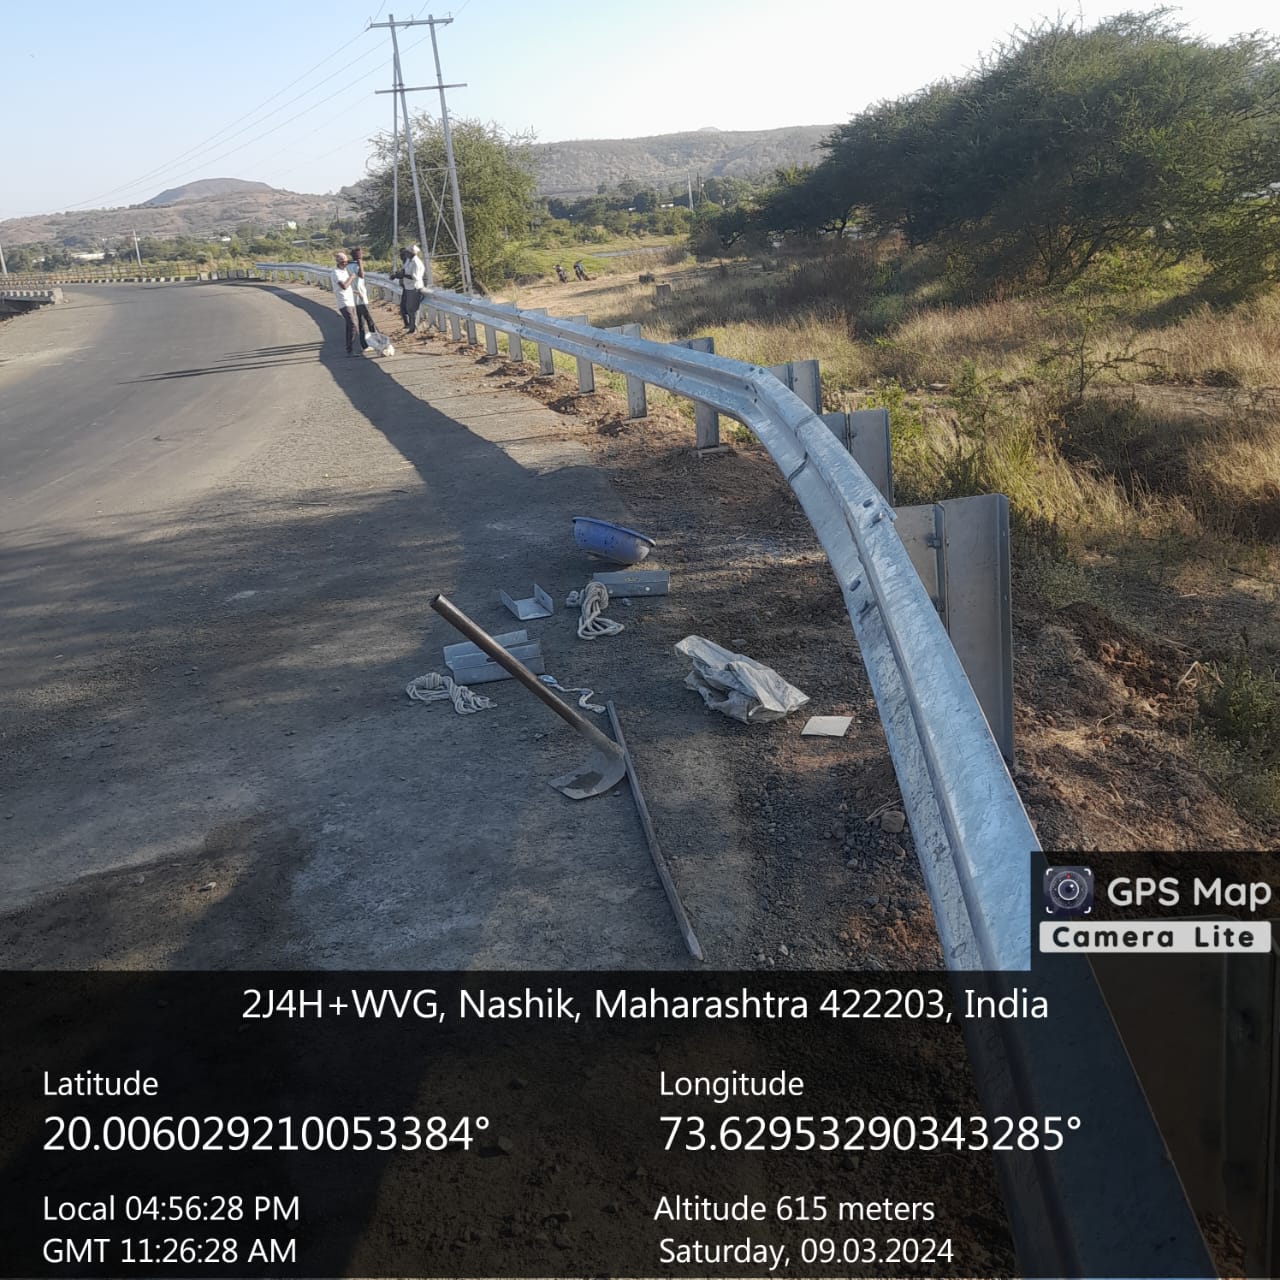 GPS Map
Camera Lite
2J4H+WVG, Nashik, Maharashtra 422203, India
Latitude
20.006029210053384°
Longitude
73.62953290343285°
Local 04:56:28 PM
GMT 11:26:28 AM
Altitude 615 meters
Saturday, 09.03.2024